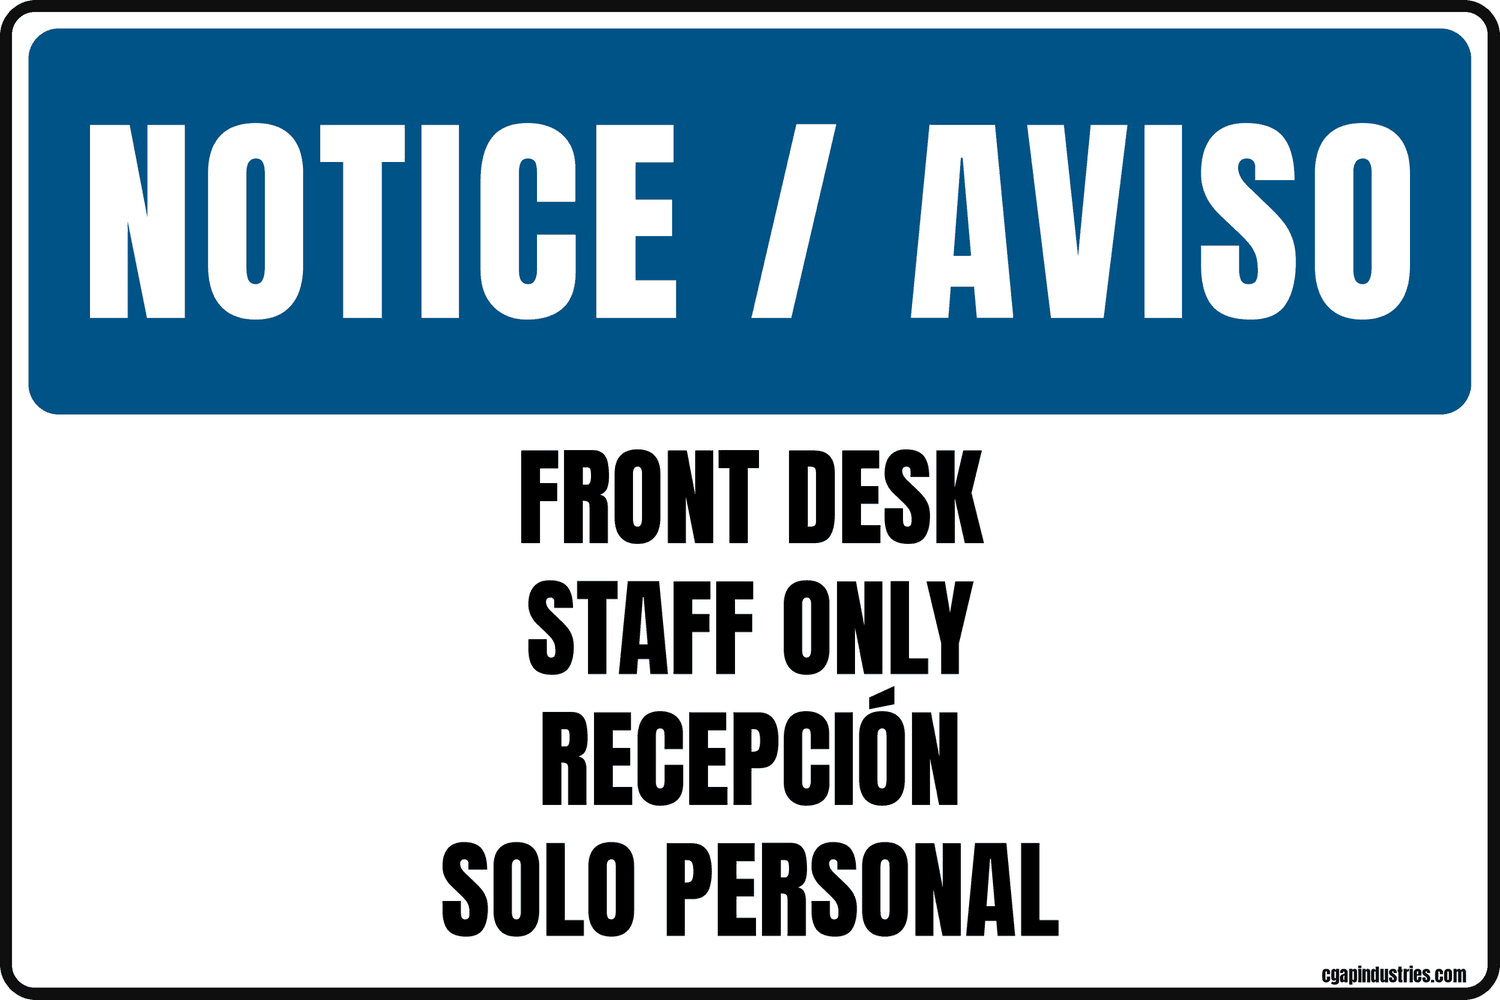 NOTICE / AVISO
FRONT DESK
STAFF ONLY
RECEPCIÓN
SOLO PERSONAL
cgapindustries.com